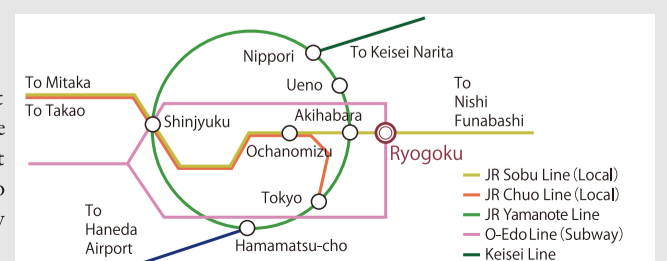 Nippori
To Keisei Narita
Ueno
To Mitaka
To Takao
To
Nishi
Funabashi
Akihabara
Shinjyuku
Ochanomizu
Ryogoku
Tokyo
To
Haneda
Airport
Hamamatsu-cho
JR Sobu Line (Local)
JR Chuo Line (Local)
JR Yamanote Line
O-Edo Line (Subway)
Keisei Line